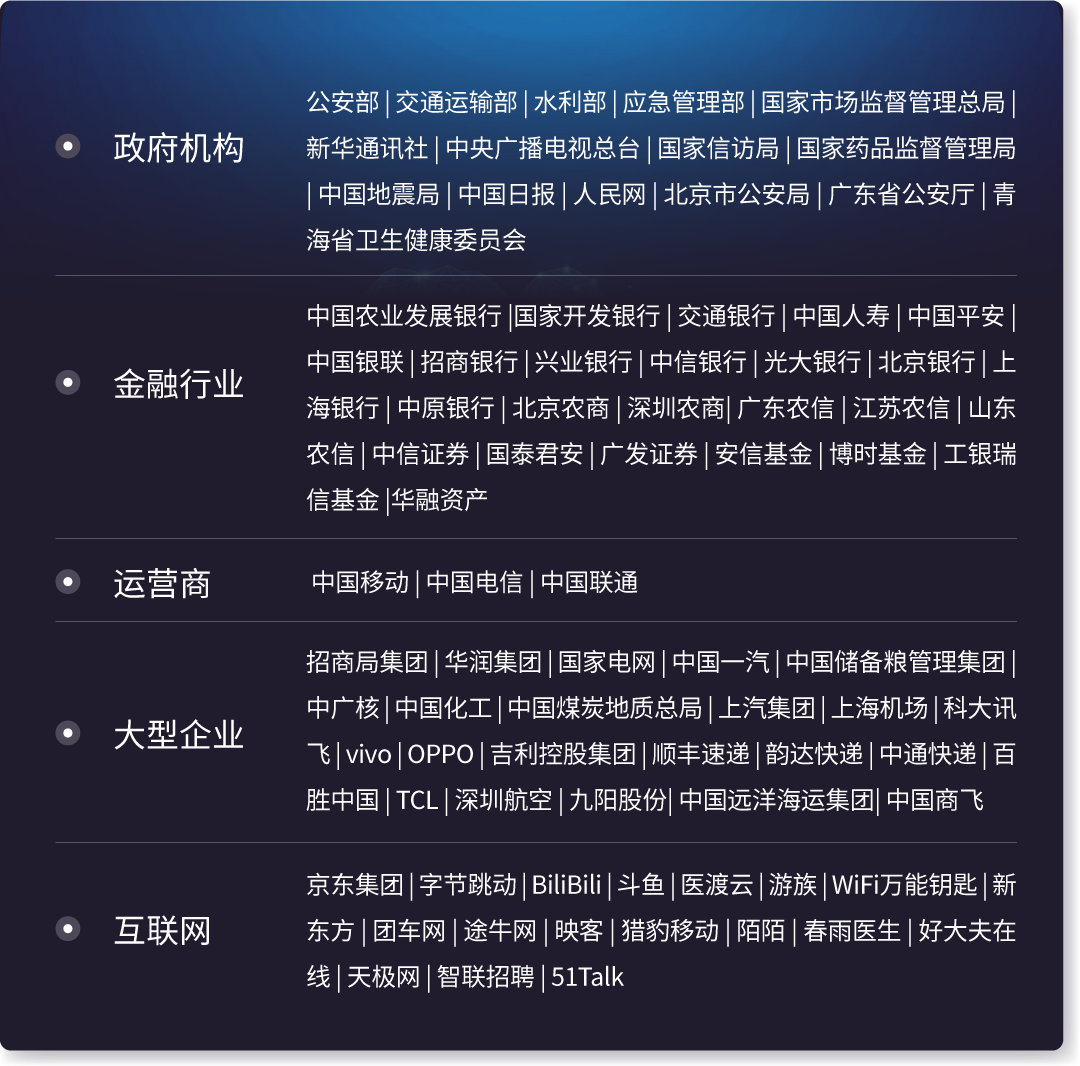 政府机构
公安部 | 交通运输部 | 水利部 | 应急管理部 | 国家市场监督管理总局 |
新华通讯社 | 中央广播电视总台 | 国家信访局 | 国家药品监督管理局
| 中国地震局 | 中国日报 | 人民网 | 北京市公安局 | 广东省公安厅 | 青
海省卫生健康委员会
金融行业
中国农业发展银行 |国家开发银行 | 交通银行 | 中国人寿 | 中国平安 |
中国银联 | 招商银行 | 兴业银行 | 中信银行 | 光大银行 | 北京银行 | 上
海银行 | 中原银行 | 北京农商 | 深圳农商| 广东农信 | 江苏农信 | 山东
农信 | 中信证券 | 国泰君安 | 广发证券 | 安信基金 | 博时基金 | 工银瑞
信基金 |华融资产
运营商
中国移动 | 中国电信 | 中国联通
大型企业
招商局集团 | 华润集团 | 国家电网 | 中国一汽 | 中国储备粮管理集团 |
中广核 | 中国化工 | 中国煤炭地质总局 | 上汽集团 | 上海机场 | 科大讯
飞 | vivo | OPPO | 吉利控股集团 | 顺丰速递 | 韵达快递 | 中通快递 | 百
胜中国 | TCL | 深圳航空 | 九阳股份| 中国远洋海运集团| 中国商飞
互联网
京东集团 | 字节跳动 | BiliBili | 斗鱼 | 医渡云 | 游族 | WiFi万能钥匙 | 新
东方 | 团车网 | 途牛网 | 映客 | 猎豹移动 | 陌陌 | 春雨医生 | 好大夫在
线 | 天极网 | 智联招聘 | 51Talk